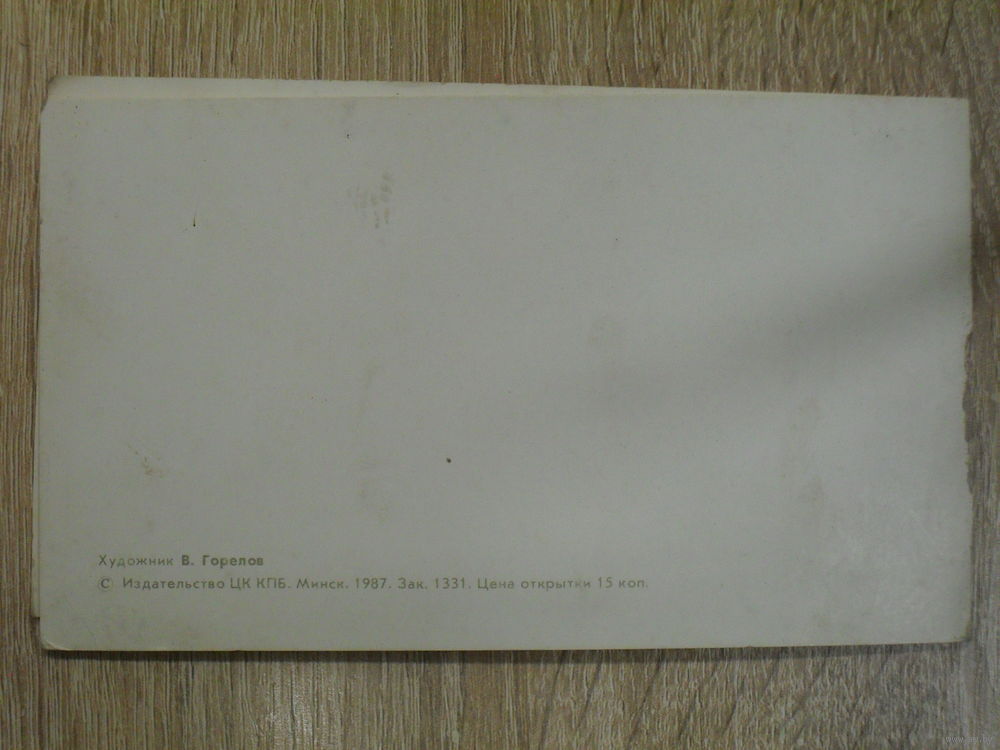 Художник В. Горелов
© Издательство ЦК КПБ. Минск. 1987. Зак. 1331. Цена открытки 15 коп.